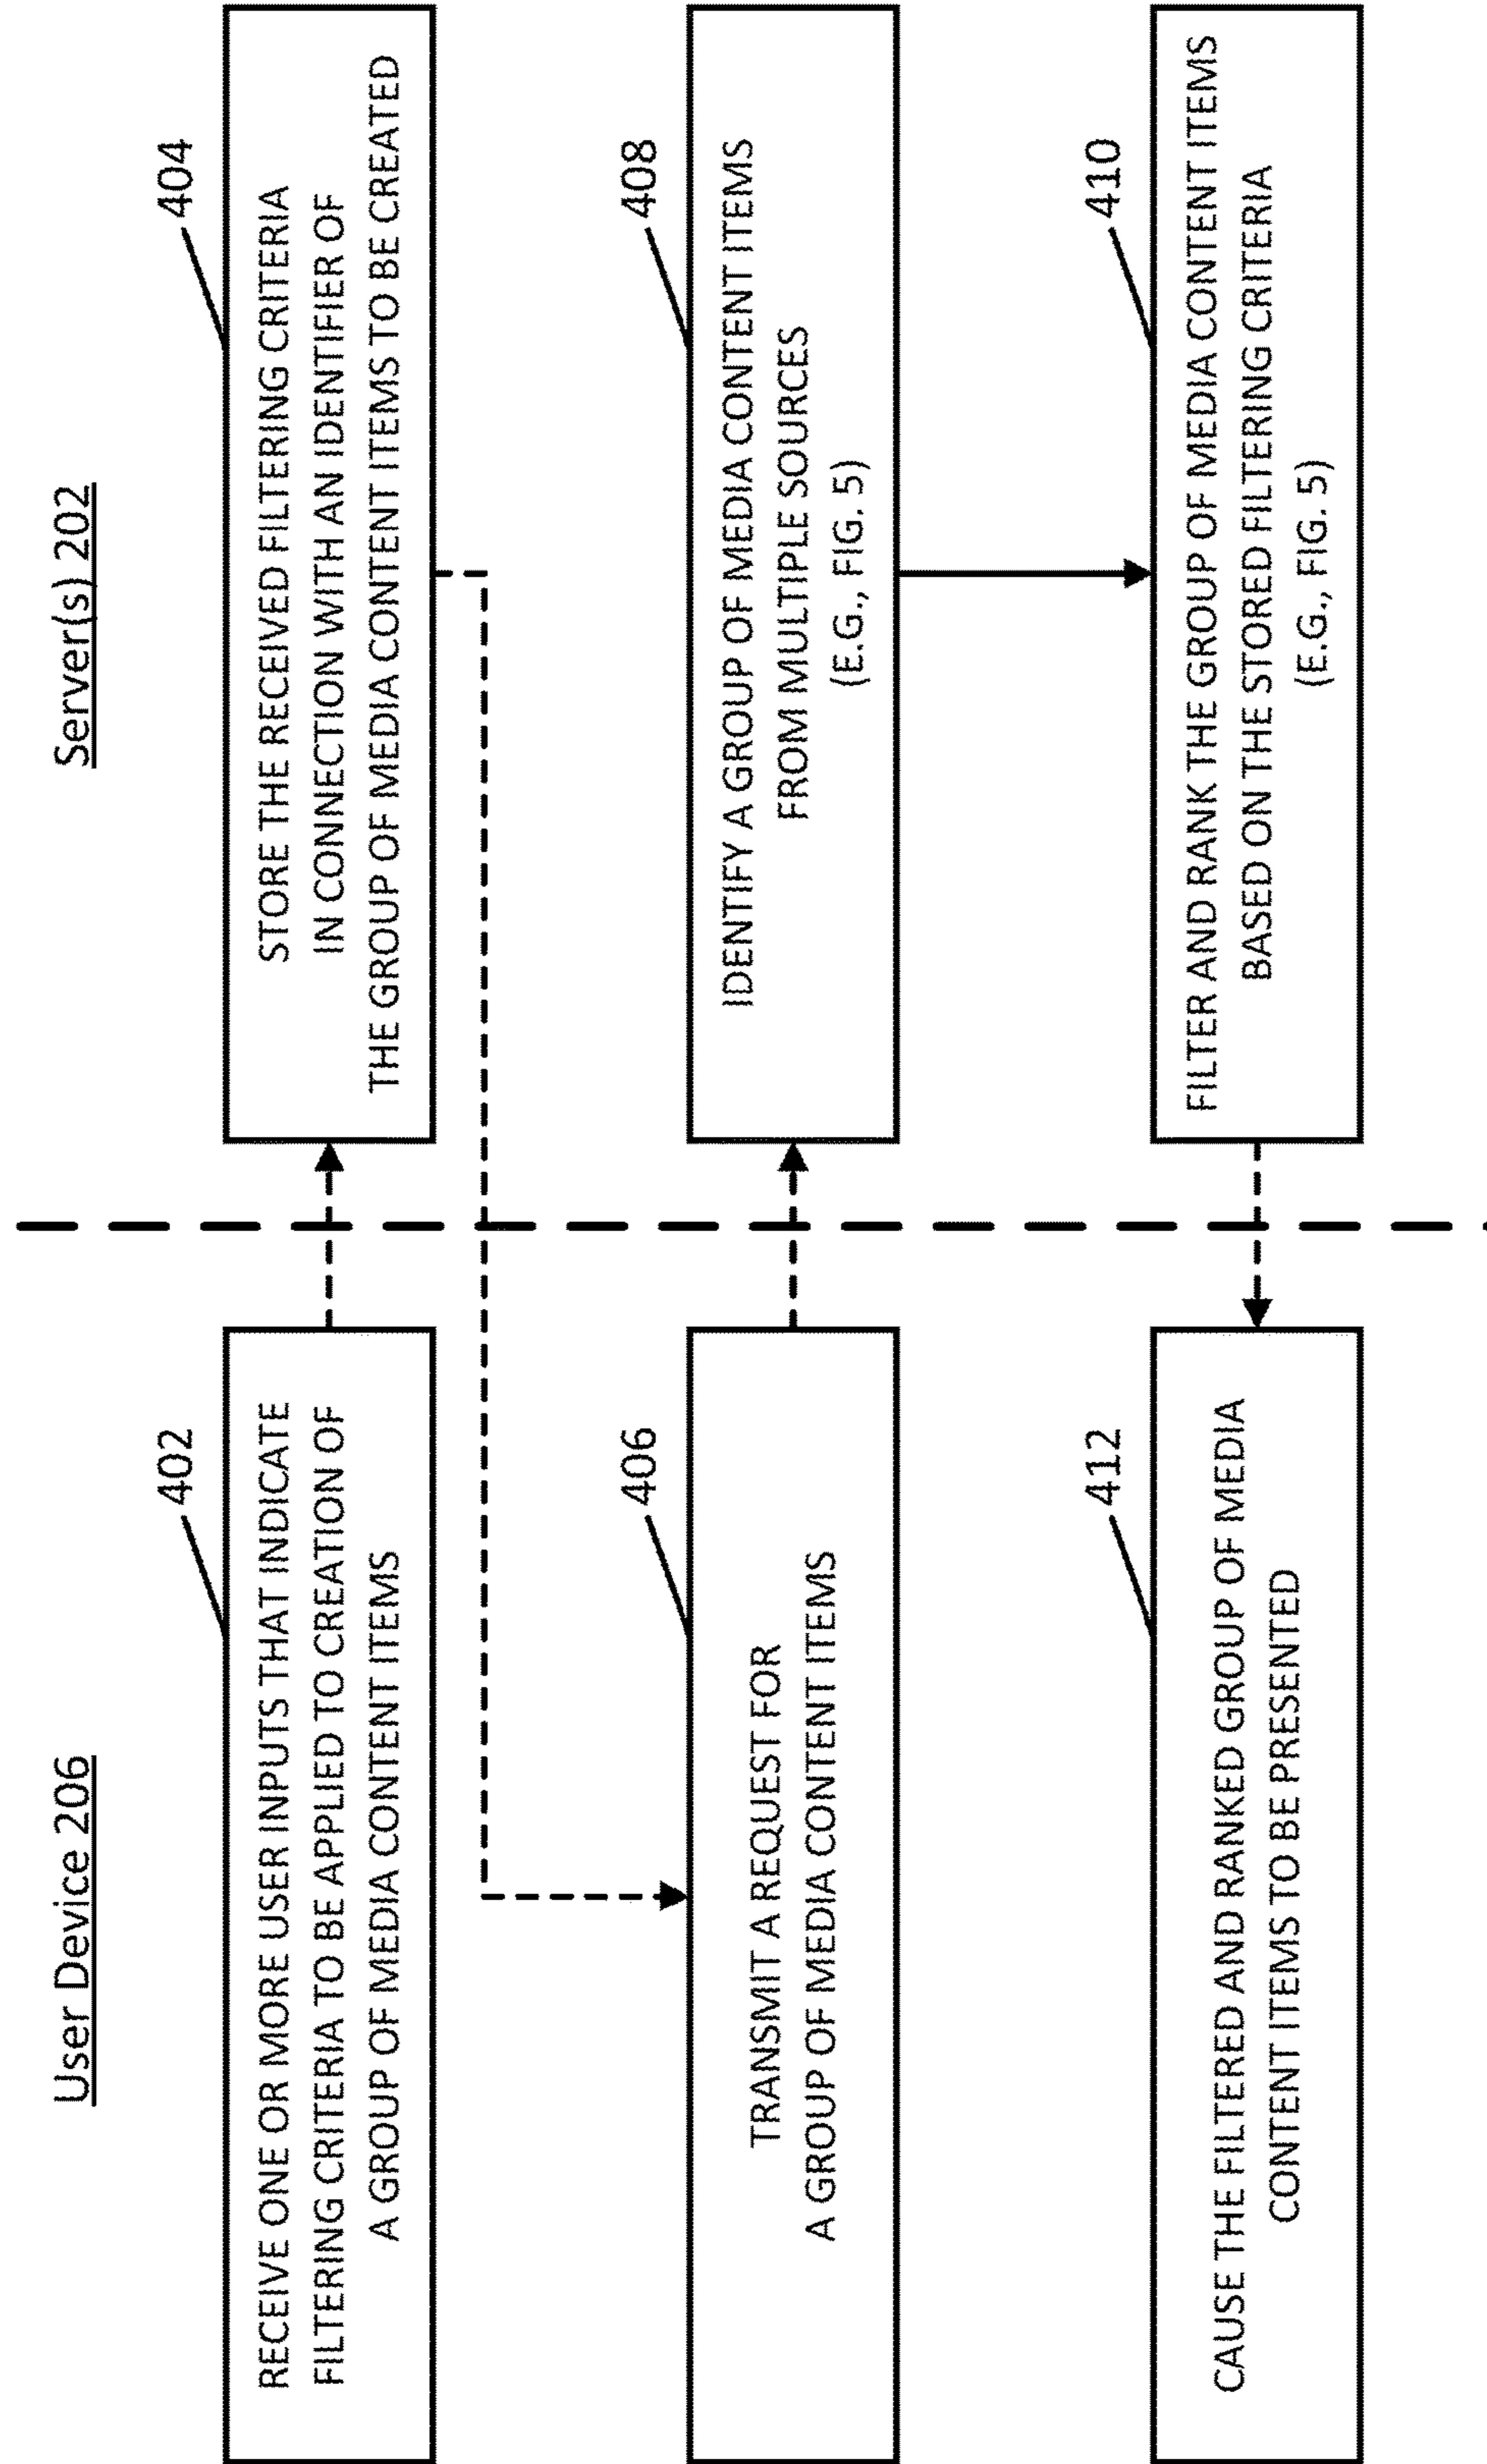 User Device 206
Server(s) 202
402
RECEIVE ONE OR MORE USER INPUTS THAT INDICATE
FILTERING CRITERIA TO BE APPLIED TO CREATION OF
A GROUP OF MEDIA CONTENT ITEMS
404
STORE THE RECEIVED FILTERING CRITERIA
IN CONNECTION WITH AN IDENTIFIER OF
THE GROUP OF MEDIA CONTENT ITEMS TO BE CREATED
406
TRANSMIT A REQUEST FOR
A GROUP OF MEDIA CONTENT ITEMS
408
IDENTIFY A GROUP OF MEDIA CONTENT ITEMS
FROM MULTIPLE SOURCES
(E.G., FIG. 5)
412
CAUSE THE FILTERED AND RANKED GROUP OF MEDIA
CONTENT ITEMS TO BE PRESENTED
410
FILTER AND RANK THE GROUP OF MEDIA CONTENT ITEMS
BASED ON THE STORED FILTERING CRITERIA
(E.G., FIG. 5)